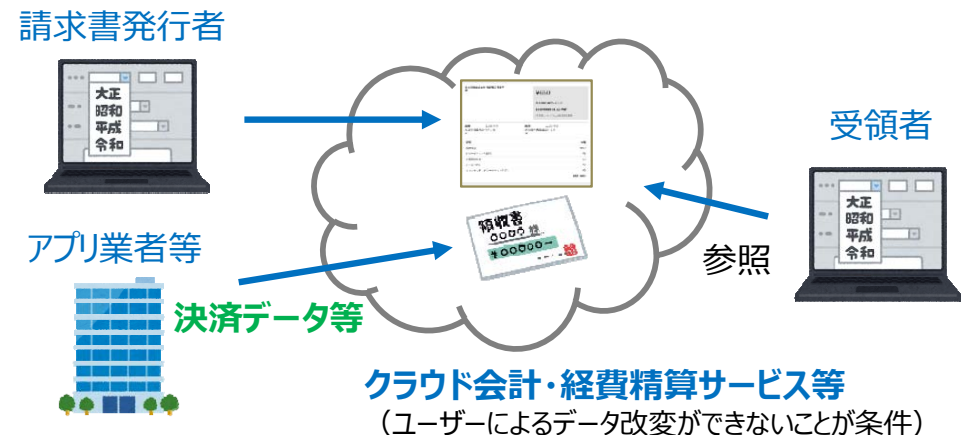 請求書発行者
大正
昭和
平成
令和
受領者
大正
昭和
平成
令和
領収書
0000 様
¥00000-
アプリ業者等
決済データ等
参照
クラウド会計・経費精算サービス等
（ユーザーによるデータ改変ができないことが条件）